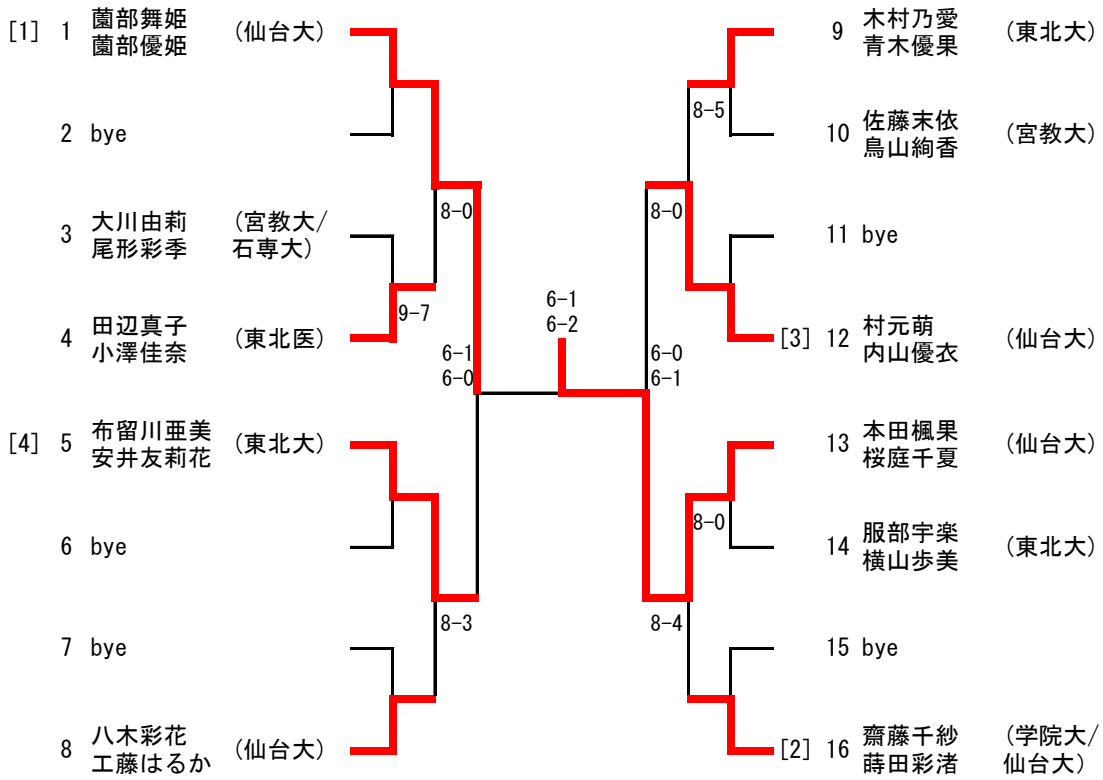 [1] 1 薗部舞姫 (仙台大)
薗部優姫
2 bye
3 大川由莉 (宮教大/
尾形彩季 石専大)
4 田辺真子 (東北医)
小澤佳奈
[4] 5 布留川亜美 (東北大)
安井友莉花
6 bye
7 bye
8 八木彩花 (仙台大)
工藤はるか
8-0
9-7
6-1
6-0
8-3
6-1
6-2
6-0
6-1
8-5
8-0
8-0
8-4
9 木村乃愛 (東北大)
青木優果
10 佐藤末依 (宮教大)
鳥山絢香
11 bye
[3] 12 村元萌 (仙台大)
内山優衣
13 本田楓果 (仙台大)
桜庭千夏
14 服部宇楽 (東北大)
横山歩美
15 bye
[2] 16 齋藤千紗 (学院大/
蒔田彩渚 仙台大)